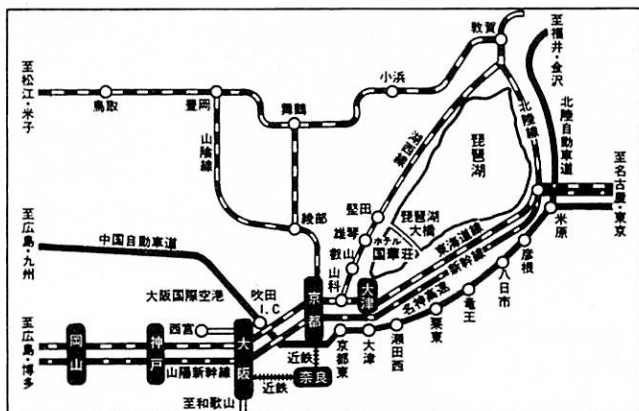 至松江・米子
鳥取
豊岡
山陰線
舞鶴
小浜
敦賀
至福井・金沢
北陸自動車道
北陸線
湖西線
琵琶湖
至名古屋・東京
綾部
堅田
雄琴
琵琶湖大橋
ホテル国華荘
叡山
山科
大津
東海道線
新幹線
名神高速
米原
彦根
八日市
竜王
栗東
瀬田西
大津
京都東
京都
至広島・九州
中国自動車道
大阪国際空港
吹田I.C
西宮
大阪
神戸
岡山
至広島・博多
山陽新幹線
近鉄
近鉄
奈良
至和歌山